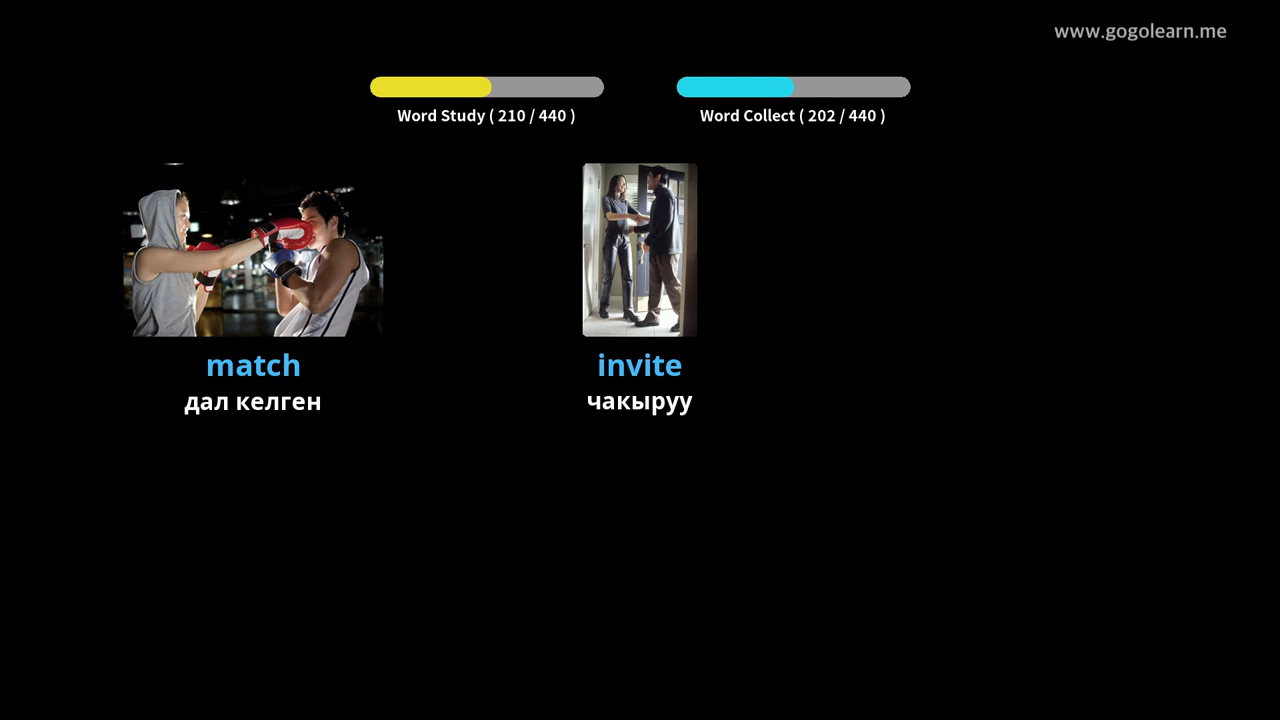 www.gogolearn.me
Word Study ( 210 / 440 )
Word Collect ( 202 / 440 )
match
дал келген
invite
чакыруу